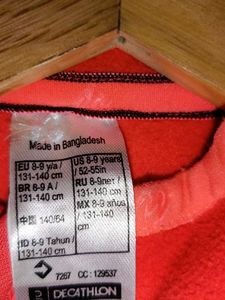 Made in Bangladesh
EU 8-9 y/a /
131-140 cm
BR 8-9 A /
131-140 cm
中国 140/64
ID 8-9 Tahun /
131-140 cm
US 8-9 years
/ 52-55in
RU 8-9лет /
131-140 cm
MX 8-9 años
/ 131-140
cm
7267 CC : 129537
DECATHLON